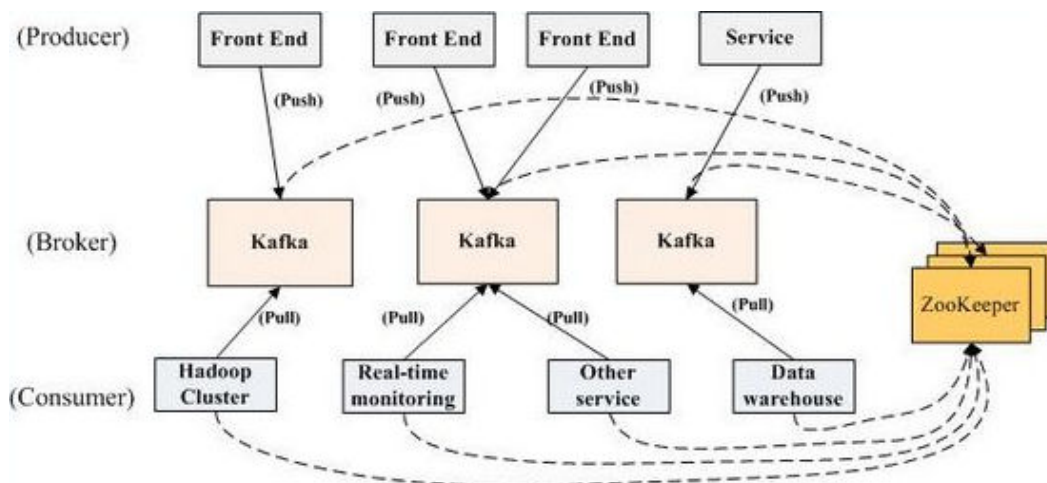 (Producer)
Front End
Front End
Front End
Service
(Push)
(Push)
(Push)
(Push)
(Broker)
Kafka
Kafka
Kafka
ZooKeeper
(Pull)
(Pull)
(Pull)
(Pull)
(Consumer)
Hadoop
Cluster
Real-time
monitoring
Other
service
Data
warehouse